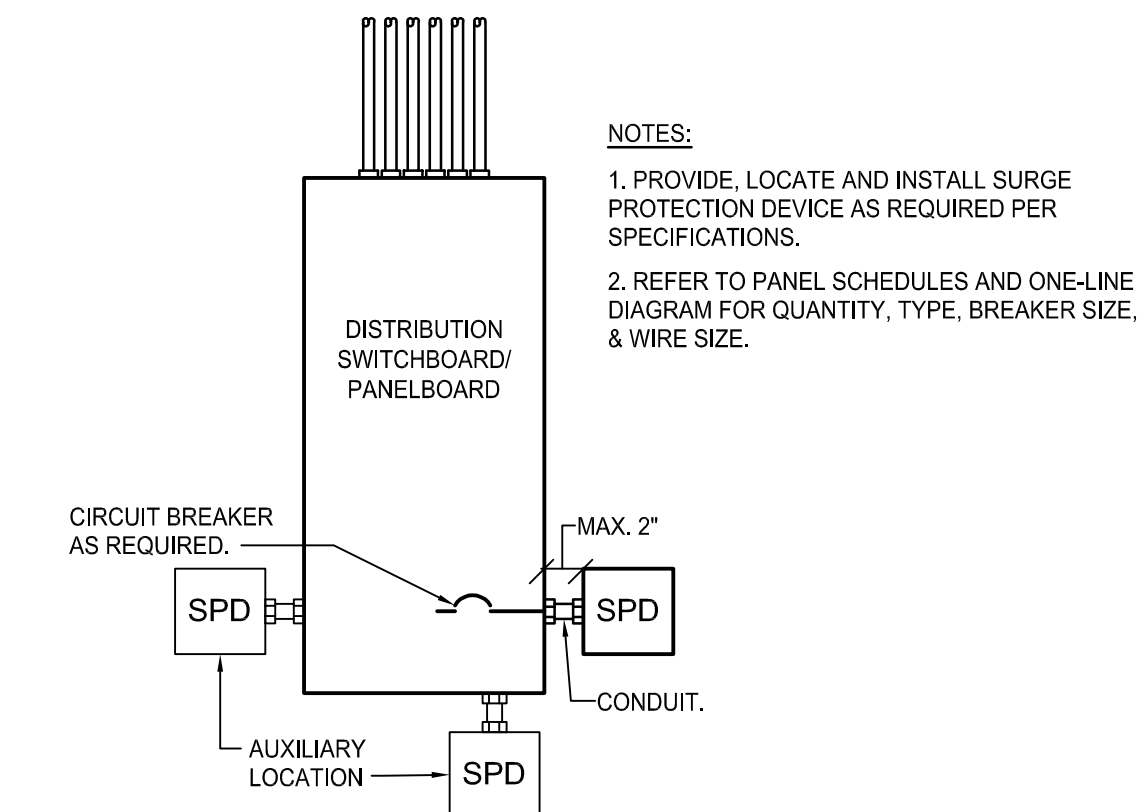 NOTES:
1. PROVIDE, LOCATE AND INSTALL SURGE
PROTECTION DEVICE AS REQUIRED PER
SPECIFICATIONS.
2. REFER TO PANEL SCHEDULES AND ONE-LINE
DIAGRAM FOR QUANTITY, TYPE, BREAKER SIZE,
& WIRE SIZE.
DISTRIBUTION
SWITCHBOARD/
PANELBOARD
CIRCUIT BREAKER
AS REQUIRED.
MAX. 2"
SPD
SPD
CONDUIT.
AUXILIARY
LOCATION
SPD